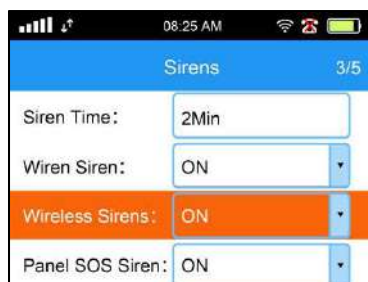 08:25 AM
Sirens 3/5
Siren Time: 2Min
Wiren Siren: ON
Wireless Sirens: ON
Panel SOS Siren: ON